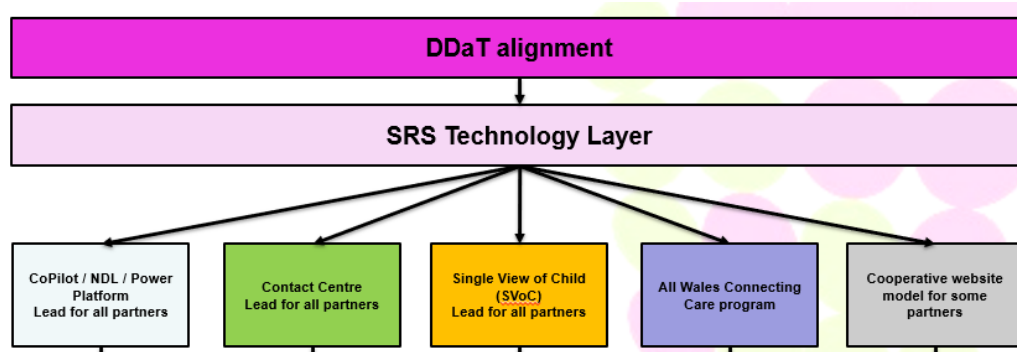 DDaT alignment
SRS Technology Layer
CoPilot / NDL / Power
Platform
Lead for all partners
Contact Centre
Lead for all partners
Single View of Child
(SVoC)
Lead for all partners
All Wales Connecting
Care program
Cooperative website
model for some
partners